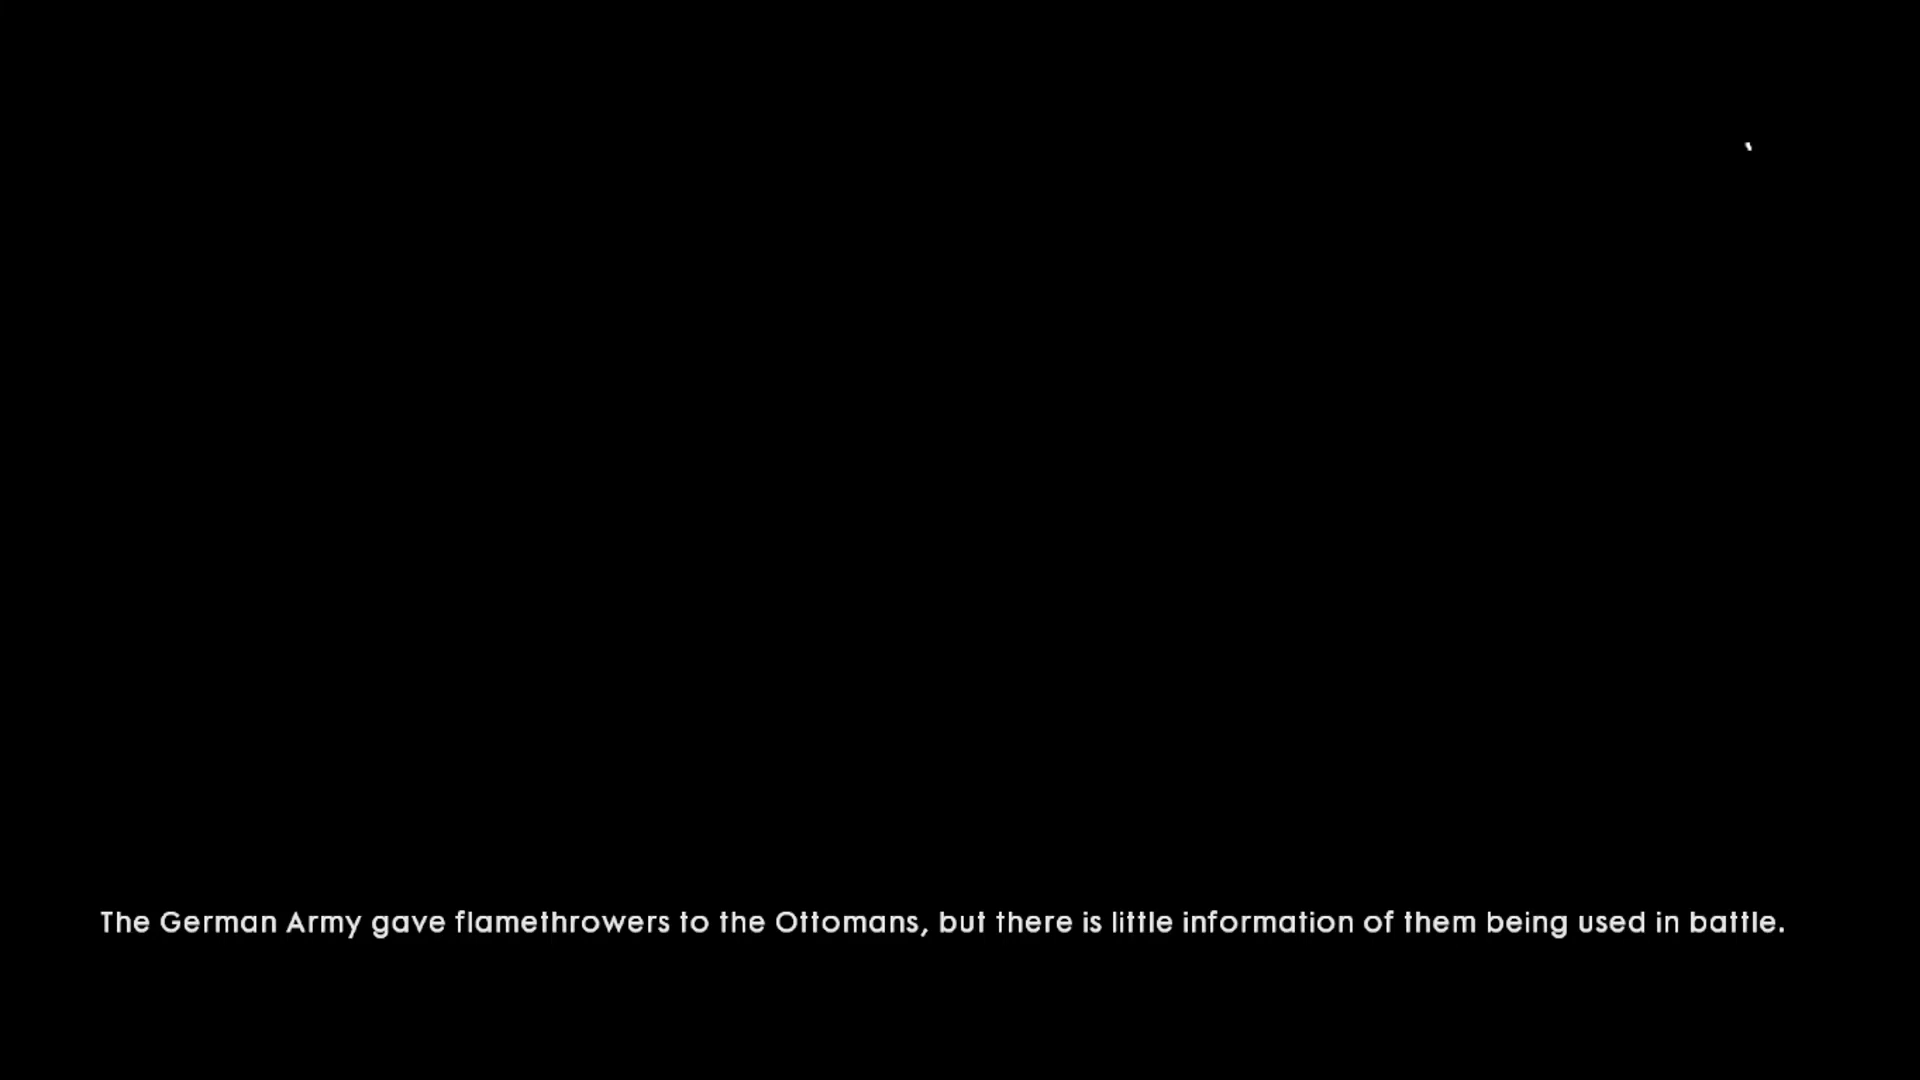 The German Army gave flamethrowers to the Ottomans, but there is little information of them being used in battle.